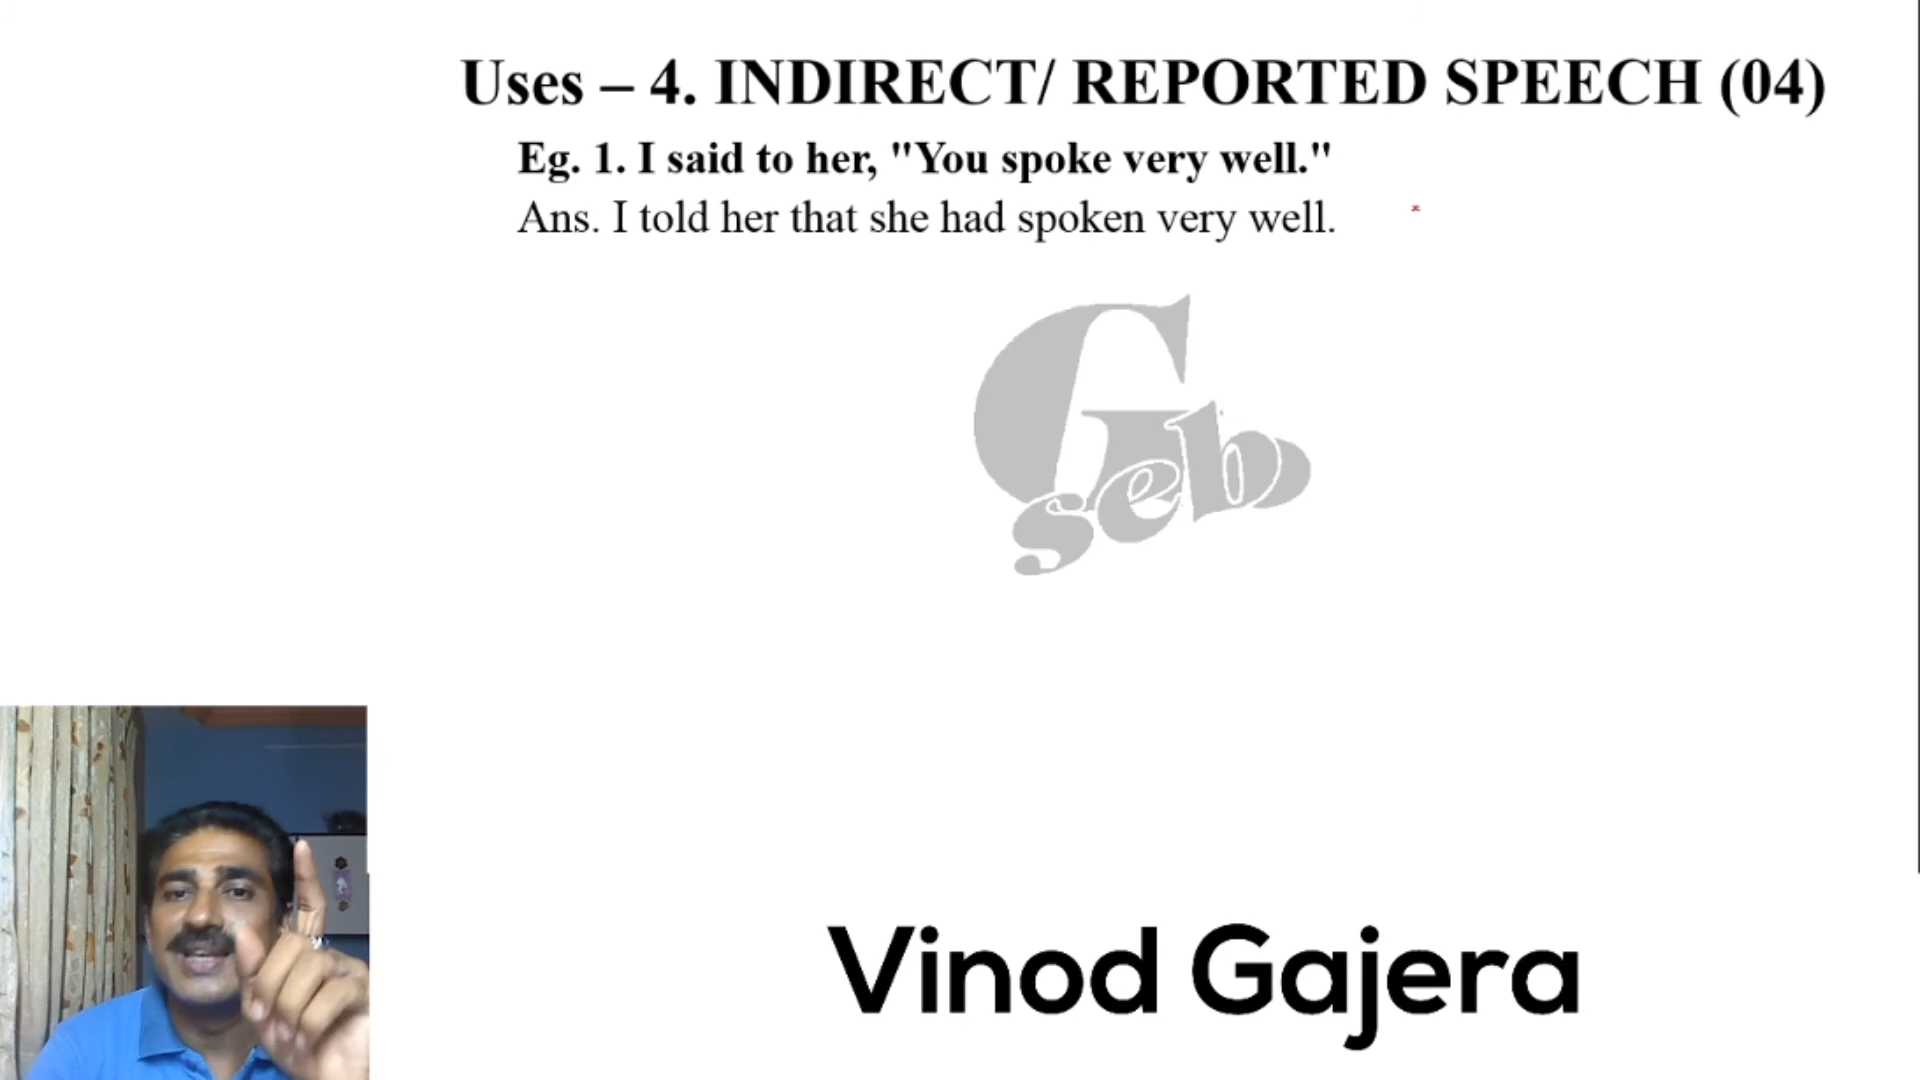 Uses – 4. INDIRECT/ REPORTED SPEECH (04)
Eg. 1. I said to her, "You spoke very well."
Ans. I told her that she had spoken very well.
Gseb
Vinod Gajera